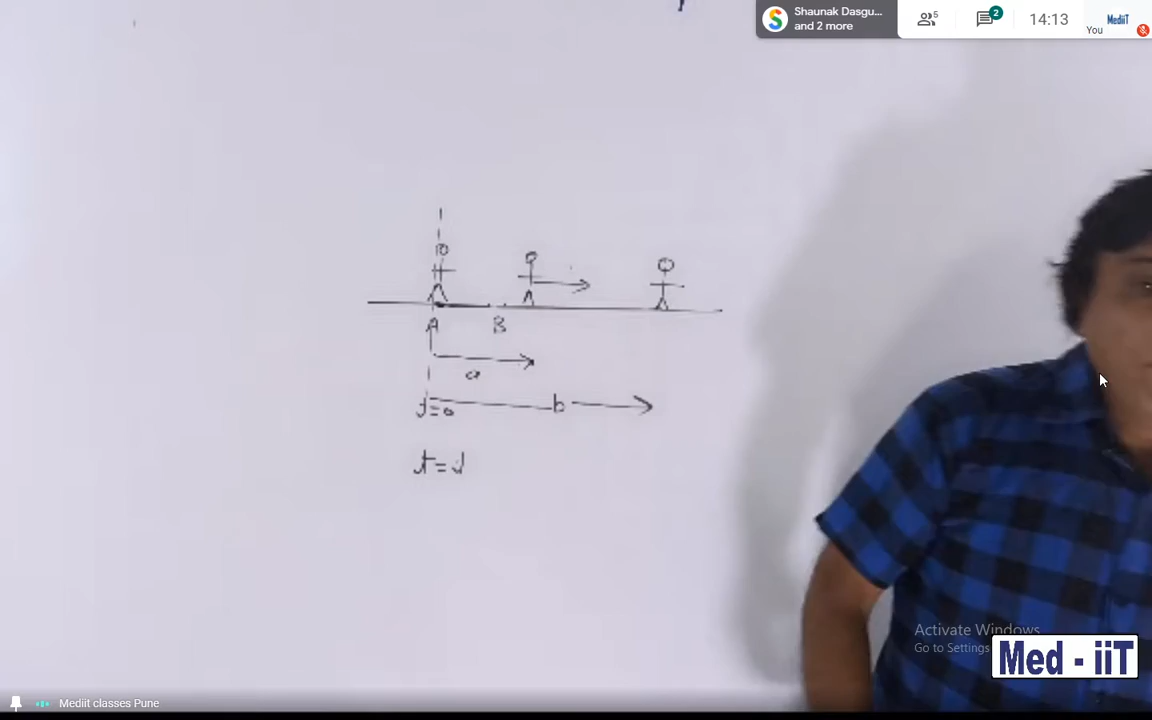 Shaunak Dasgu...
and 2 more
5
2
14:13
MediiT
You
A B
a
t=0 b
t=t
Activate Windows
Go to Settings
Med - iiT
Mediit classes Pune